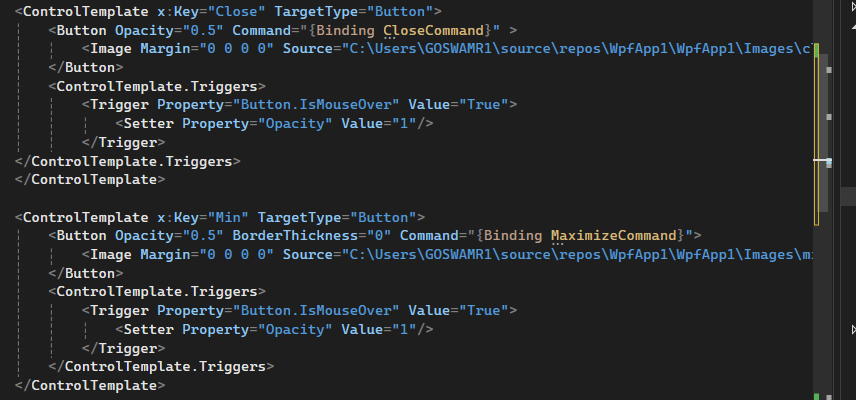 <ControlTemplate x:Key="Close" TargetType="Button">
<Button Opacity="0.5" Command="{Binding CloseCommand}" >
<Image Margin="0 0 0 0" Source="C:\Users\GOSWAMR1\source\repos\WpfApp1\WpfApp1\Images\c
</Button>
<ControlTemplate.Triggers>
<Trigger Property="Button.IsMouseOver" Value="True">
<Setter Property="Opacity" Value="1"/>
</Trigger>
</ControlTemplate.Triggers>
</ControlTemplate>
<ControlTemplate x:Key="Min" TargetType="Button">
<Button Opacity="0.5" BorderThickness="0" Command="{Binding MaximizeCommand}">
<Image Margin="0 0 0 0" Source="C:\Users\GOSWAMR1\source\repos\WpfApp1\WpfApp1\Images\m
</Button>
<ControlTemplate.Triggers>
<Trigger Property="Button.IsMouseOver" Value="True">
<Setter Property="Opacity" Value="1"/>
</Trigger>
</ControlTemplate.Triggers>
</ControlTemplate>